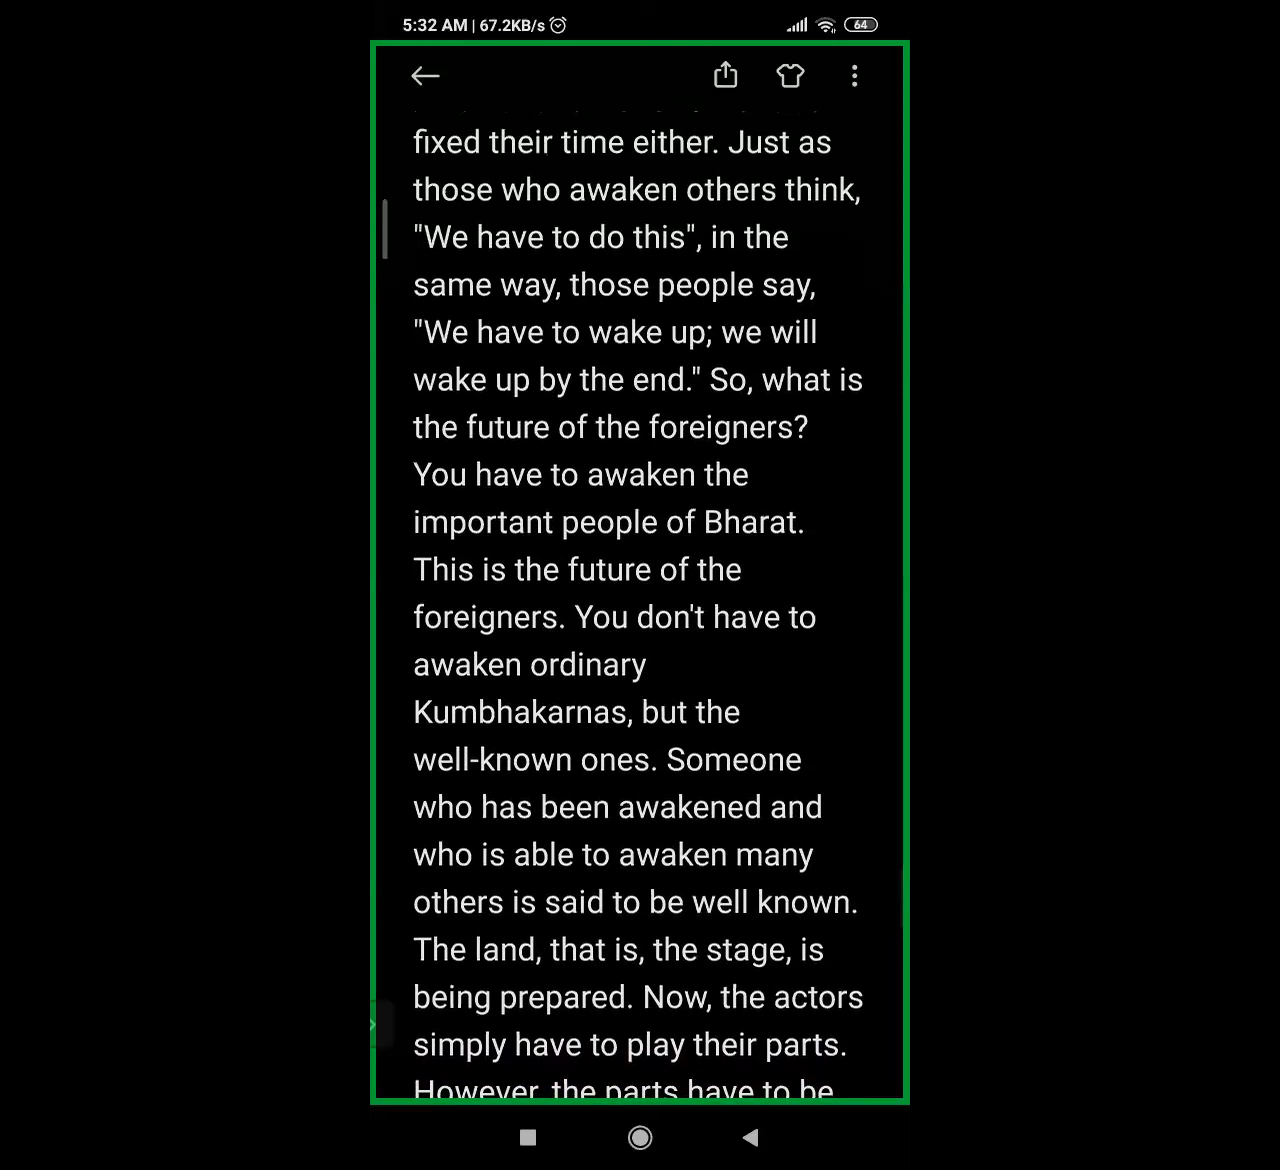 5:32 AM | 67.2KB/s
64
fixed their time either. Just as
those who awaken others think,
"We have to do this", in the
same way, those people say,
"We have to wake up; we will
wake up by the end." So, what is
the future of the foreigners?
You have to awaken the
important people of Bharat.
This is the future of the
foreigners. You don't have to
awaken ordinary
Kumbhakarnas, but the
well-known ones. Someone
who has been awakened and
who is able to awaken many
others is said to be well known.
The land, that is, the stage, is
being prepared. Now, the actors
simply have to play their parts.
However, the parts have to be